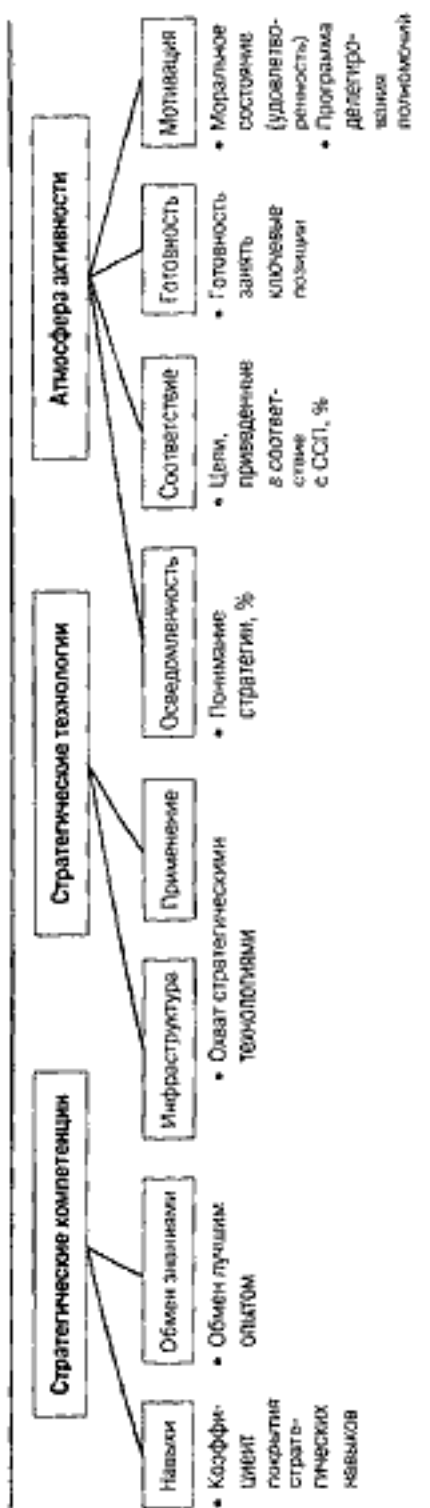 Стратегические компетенции
Стратегические технологии
Атмосфера активности
Навыки
Обмен знаниями
Инфраструктура
Применение
Осведомленность
Соответствие
Готовность
Мотивация
• Коэффи-
циент
покрытия
страте-
гических
навыков
• Обмен лучшим
опытом
• Охват стратегическими
технологиями
• Понимание
стратегии, %
• Цели,
приведенные
в соответ-
ствие
с ССП, %
• Готовность
занять
ключевые
позиции
• Моральное
состояние
(удовлетво-
ренность)
• Программа
делегиро-
вания
полномочий